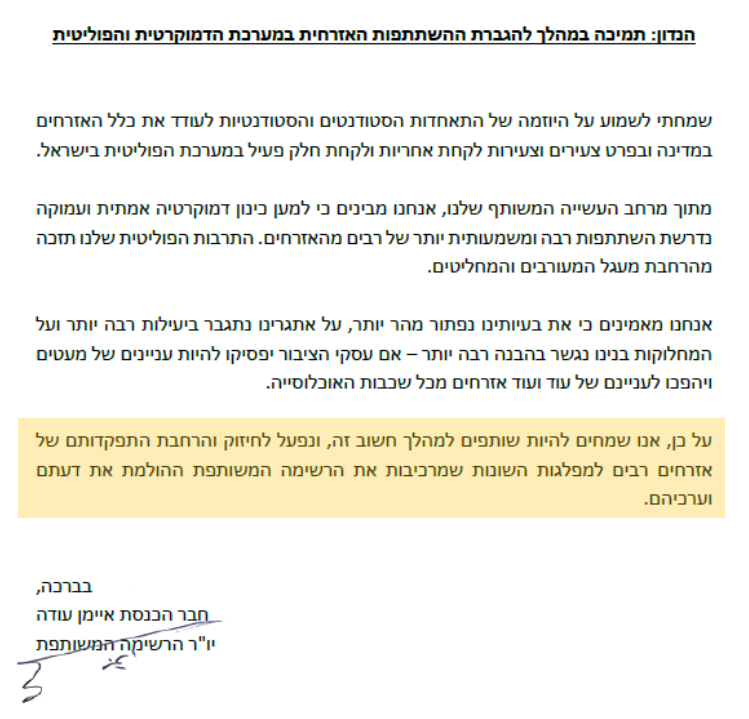 הנדון: תמיכה במהלך להגברת ההשתתפות האזרחית במערכת הדמוקרטית והפוליטית
שמחתי לשמוע על היוזמה של התאחדות הסטודנטים והסטודנטיות לעודד את כלל האזרחים
במדינה ובפרט צעירים וצעירות לקחת אחריות ולקחת חלק פעיל במערכת הפוליטית בישראל.
מתוך מרחב העשייה המשותף שלנו, אנחנו מבינים כי למען כינון דמוקרטיה אמתית ועמוקה
נדרשת השתתפות רבה ומשמעותית יותר של רבים מהאזרחים. התרבות הפוליטית שלנו תזכה
מהרחבת מעגל המעורבים והמחליטים.
אנחנו מאמינים כי את בעיותינו נפתור מהר יותר, על אתגרינו נתגבר ביעילות רבה יותר ועל
המחלוקות בנינו נגשר בהבנה רבה יותר – אם עסקי הציבור יפסיקו להיות עניינים של מעטים
ויהפכו לעניינם של עוד ועוד אזרחים מכל שכבות האוכלוסייה.
על כן, אנו שמחים להיות שותפים למהלך חשוב זה, ונפעל לחיזוק והרחבת התפקדותם של
אזרחים רבים למפלגות השונות שמרכיבות את הרשימה המשותפת ההולמת את דעתם
וערכיהם.
בברכה,
חבר הכנסת איימן עודה
יו"ר הרשימה המשותפת